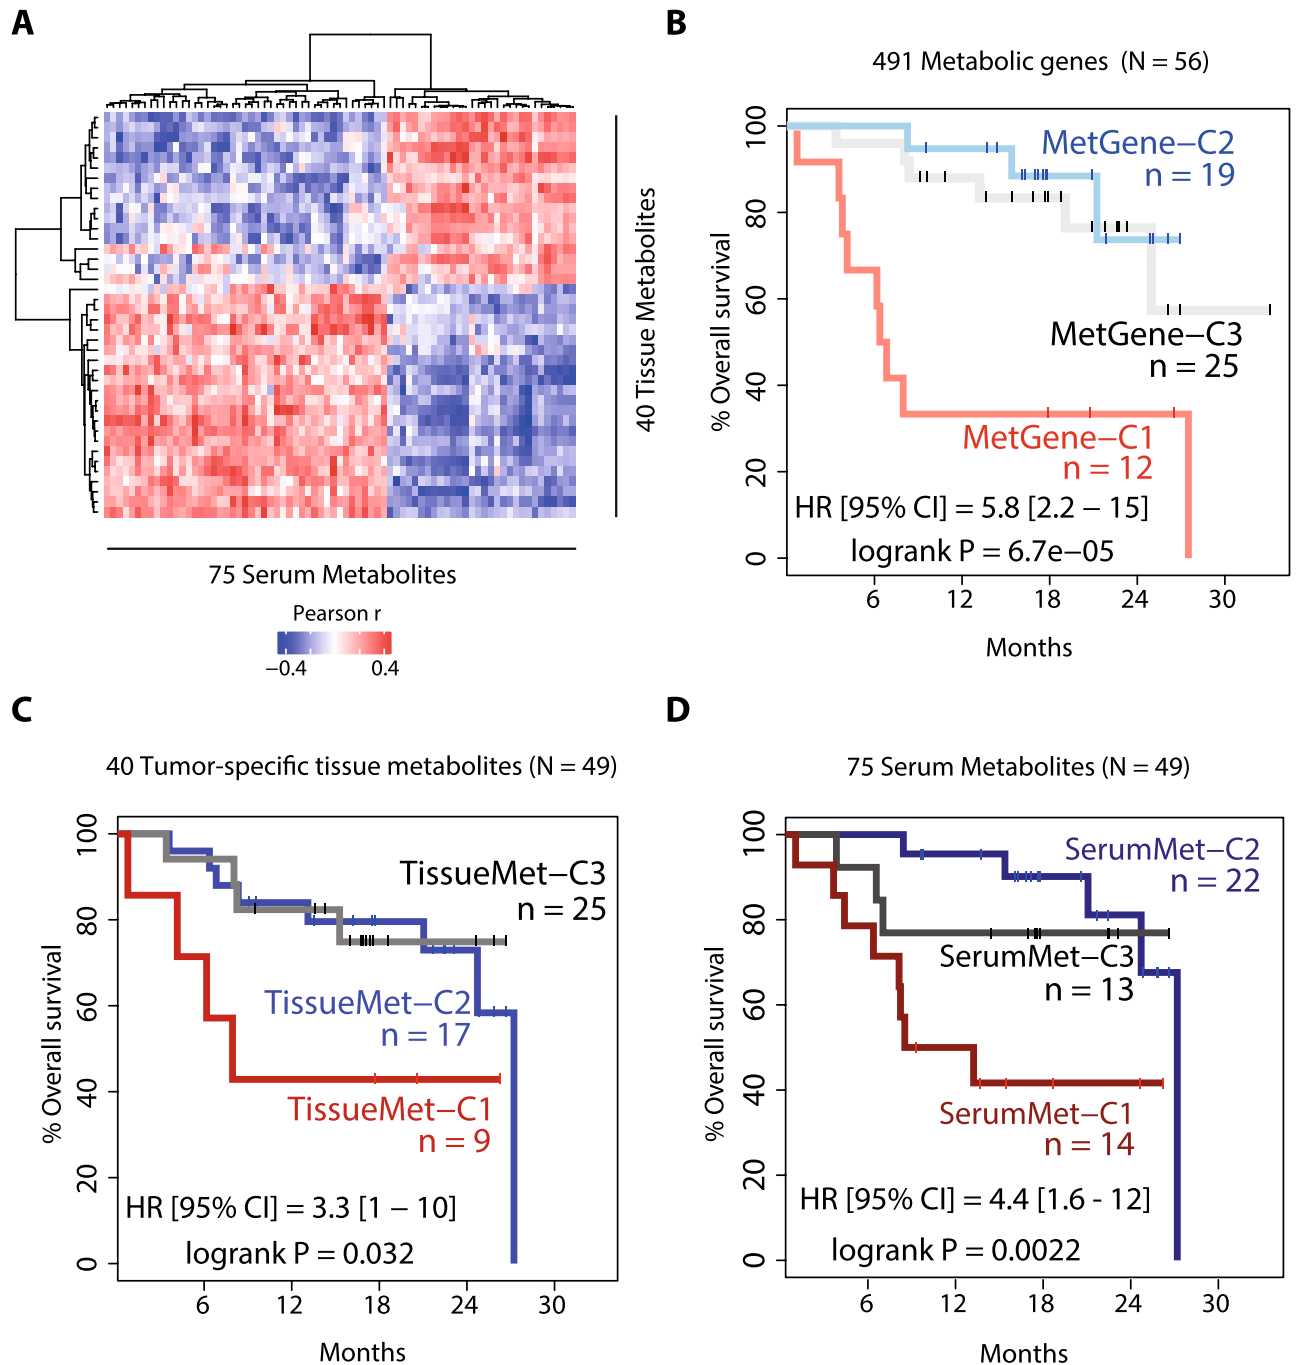 A
40 Tissue Metabolites
75 Serum Metabolites
Pearson r
−0.4 0.4
B
491 Metabolic genes (N = 56)
% Overall survival
100
80
60
40
20
0
MetGene−C2
n = 19
MetGene−C3
n = 25
MetGene−C1
n = 12
HR [95% CI] = 5.8 [2.2 − 15]
logrank P = 6.7e−05
6 12 18 24 30
Months
C
40 Tumor-specific tissue metabolites (N = 49)
% Overall survival
100
80
60
40
20
0
TissueMet−C3
n = 25
TissueMet−C2
n = 17
TissueMet−C1
n = 9
HR [95% CI] = 3.3 [1 − 10]
logrank P = 0.032
6 12 18 24 30
Months
D
75 Serum Metabolites (N = 49)
% Overall survival
100
80
60
40
20
0
SerumMet−C2
n = 22
SerumMet−C3
n = 13
SerumMet−C1
n = 14
HR [95% CI] = 4.4 [1.6 - 12]
logrank P = 0.0022
6 12 18 24 30
Months